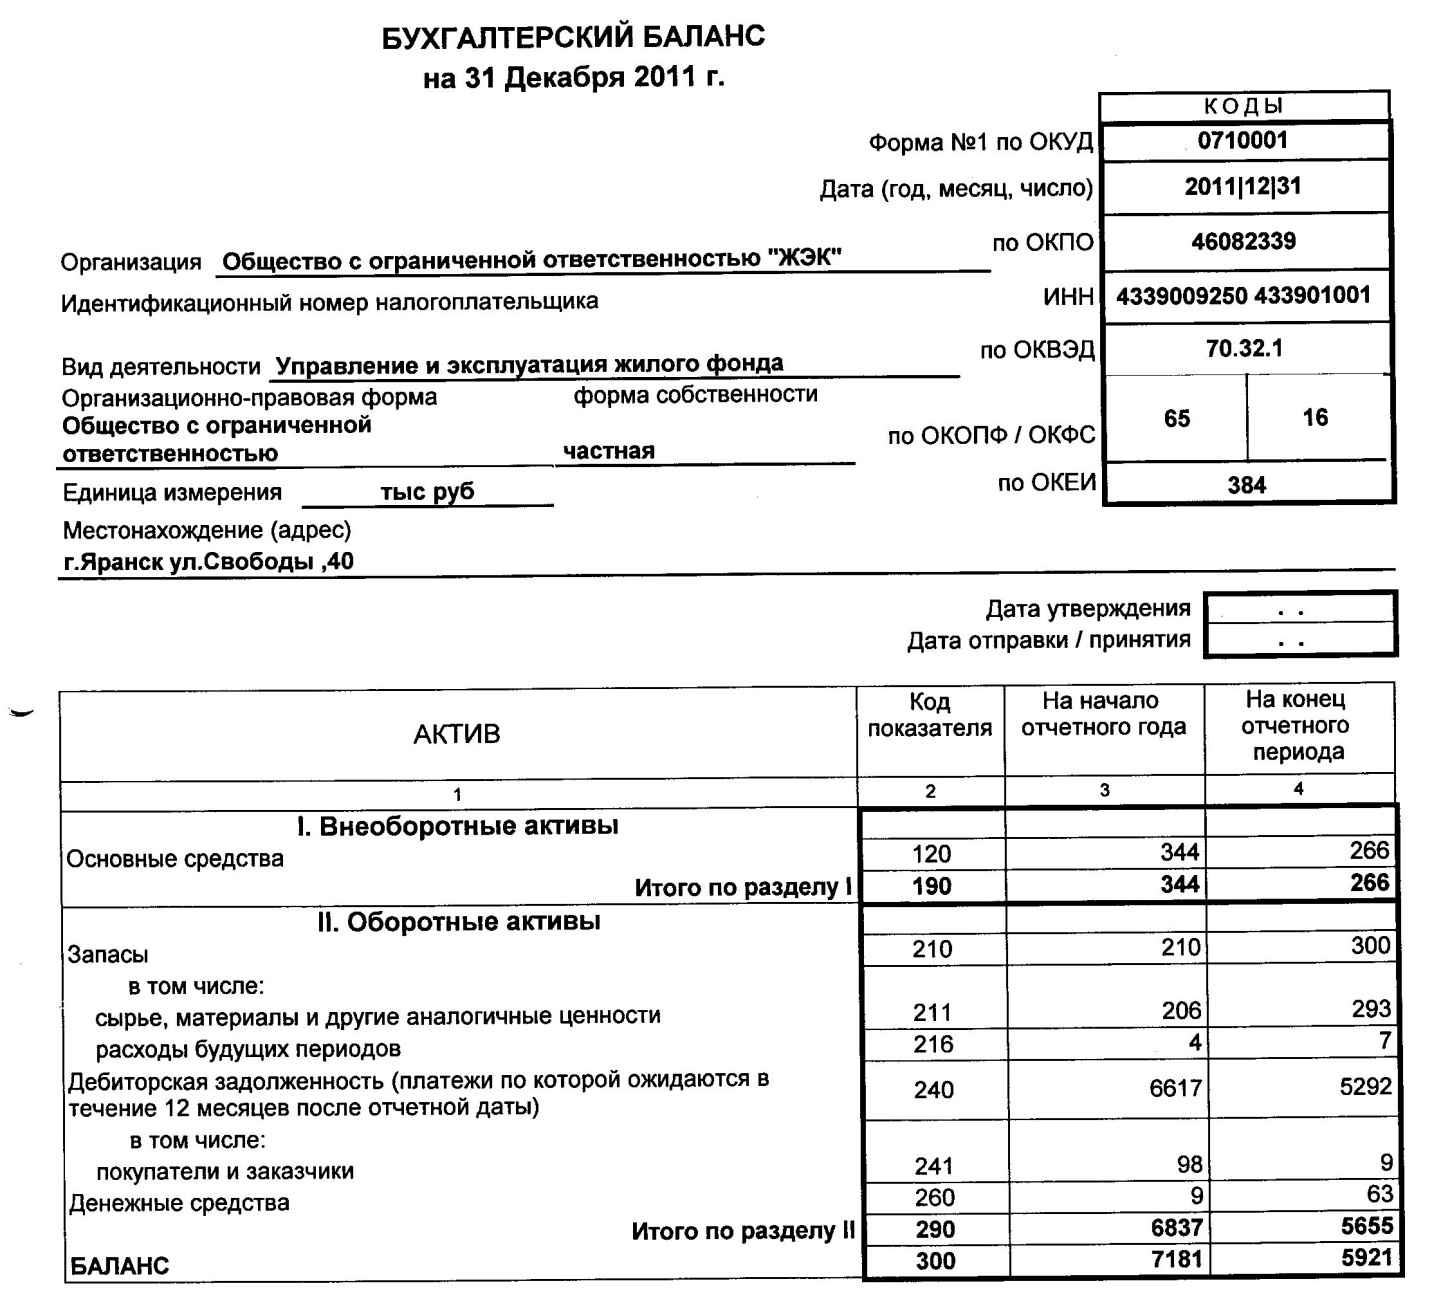 БУХГАЛТЕРСКИЙ БАЛАНС
на 31 Декабря 2011 г.
КОДЫ
Форма №1 по ОКУД 0710001
Дата (год, месяц, число) 2011|12|31
Организация Общество с ограниченной ответственностью "ЖЭК" по ОКПО 46082339
Идентификационный номер налогоплательщика ИНН 4339009250 433901001
Вид деятельности Управление и эксплуатация жилого фонда по ОКВЭД 70.32.1
Организационно-правовая форма форма собственности
Общество с ограниченной
ответственностью частная по ОКОПФ / ОКФС 65 16
Единица измерения тыс руб по ОКЕИ 384
Местонахождение (адрес)
г.Яранск ул.Свободы ,40
Дата утверждения . .
Дата отправки / принятия . .
АКТИВ Код показателя На начало отчетного года На конец отчетного периода
1 2 3 4
I. Внеоборотные активы
Основные средства 120 344 266
Итого по разделу I 190 344 266
II. Оборотные активы
Запасы 210 210 300
в том числе:
сырье, материалы и другие аналогичные ценности 211 206 293
расходы будущих периодов 216 4 7
Дебиторская задолженность (платежи по которой ожидаются в
течение 12 месяцев после отчетной даты) 240 6617 5292
в том числе:
покупатели и заказчики 241 98 9
Денежные средства 260 9 63
Итого по разделу II 290 6837 5655
БАЛАНС 300 7181 5921